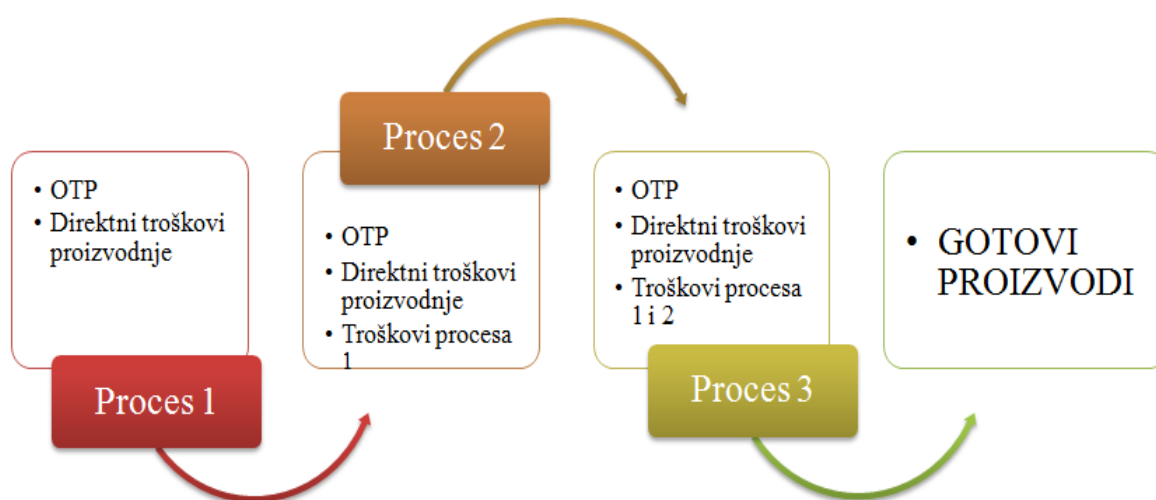 • OTP
• Direktni troškovi
proizvodnje
Proces 1
Proces 2
• OTP
• Direktni troškovi
proizvodnje
• Troškovi procesa
1
• OTP
• Direktni troškovi
proizvodnje
• Troškovi procesa
1 i 2
Proces 3
• GOTOVI
PROIZVODI